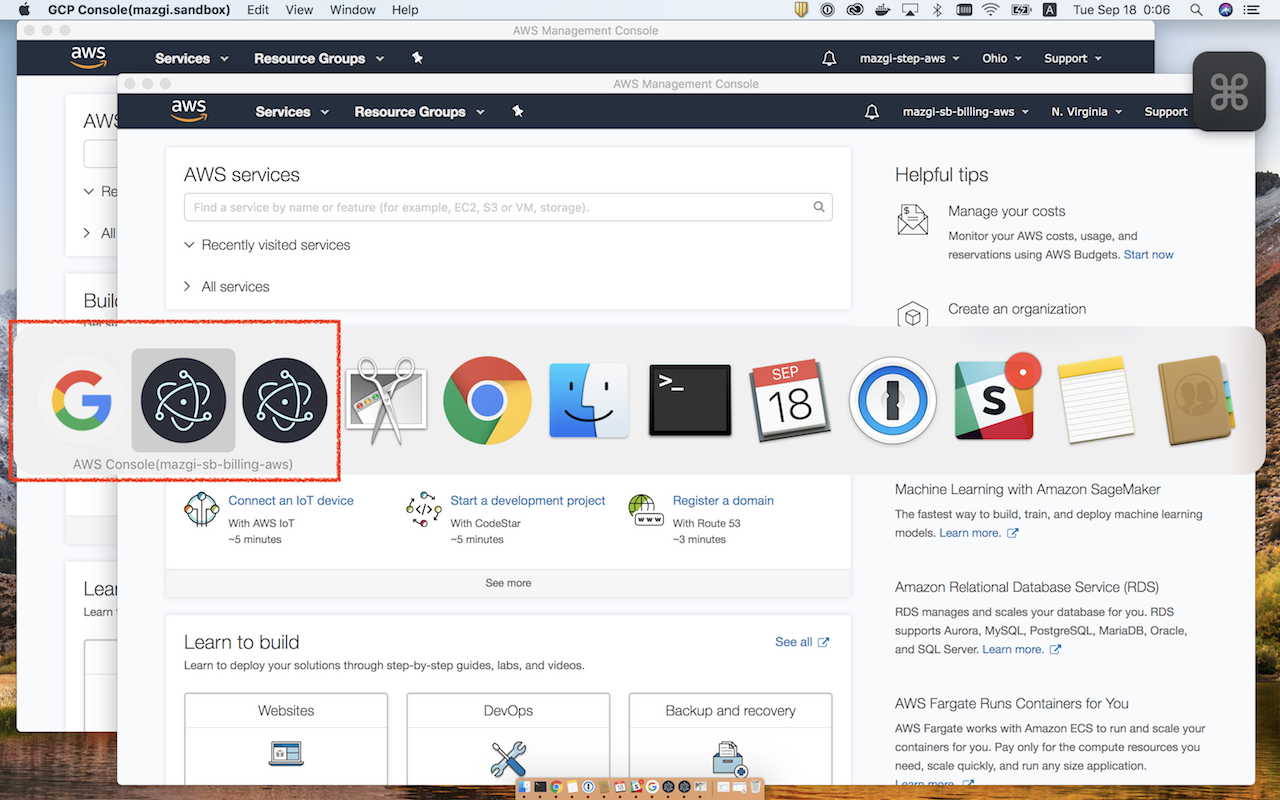 GCP Console(mazgi.sandbox) Edit View Window Help A Tue Sep 18 0:06
AWS Management Console
aws Services Resource Groups mazgi-step-aws Ohio Support
AWS Management Console
aws Services Resource Groups mazgi-sb-billing-aws N. Virginia Support
AWS
Re
All
Build
Lear
Learn
AWS services
Find a service by name or feature (for example, EC2, S3 or VM, storage).
Recently visited services
All services
Helpful tips
Manage your costs
Monitor your AWS costs, usage, and
reservations using AWS Budgets. Start now
Create an organization
SEP
18
>_
S
AWS Console(mazgi-sb-billing-aws)
Connect an IoT device
With AWS IoT
~5 minutes
Start a development project
With CodeStar
~5 minutes
Register a domain
With Route 53
~3 minutes
www
See more
Learn to build
See all
Learn to deploy your solutions through step-by-step guides, labs, and videos.
Websites
DevOps
Backup and recovery
Machine Learning with Amazon SageMaker
The fastest way to build, train, and deploy machine learning
models. Learn more.
Amazon Relational Database Service (RDS)
RDS manages and scales your database for you. RDS
supports Aurora, MySQL, PostgreSQL, MariaDB, Oracle,
and SQL Server. Learn more.
AWS Fargate Runs Containers for You
AWS Fargate works with Amazon ECS to run and scale your
containers for you. Pay only for the compute resources you
need, scale quickly, and run any size application.
Learn more.